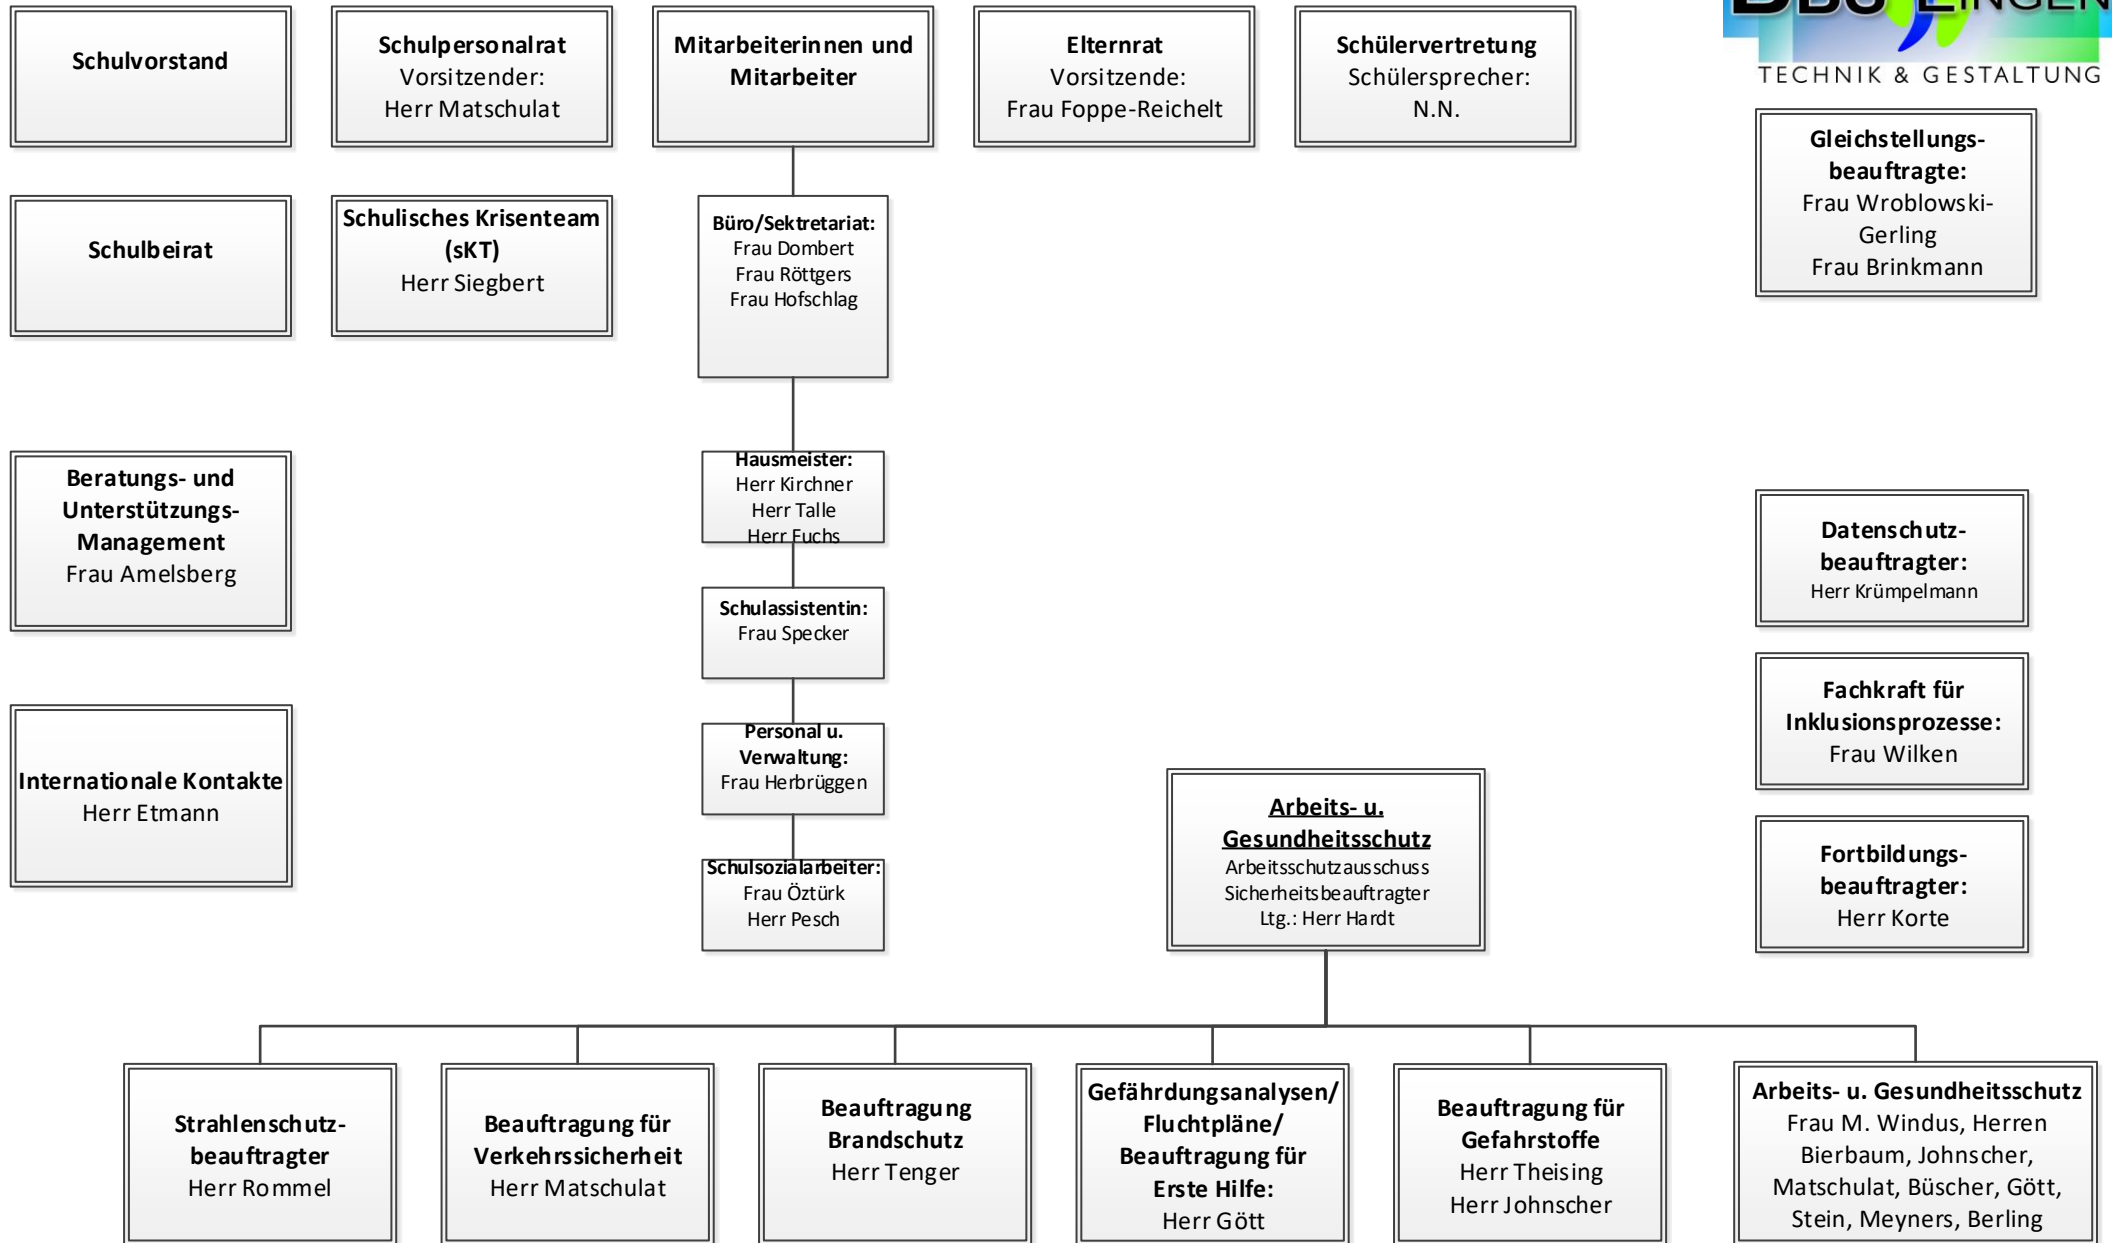 Schulvorstand
Schulpersonalrat
Vorsitzender:
Herr Matschulat
Mitarbeiterinnen und
Mitarbeiter
Elternrat
Vorsitzende:
Frau Foppe-Reichelt
Schülervertretung
Schülersprecher:
N.N.
BBS LINGEN
TECHNIK & GESTALTUNG
Gleichstellungs-
beauftragte:
Frau Wroblowski-
Gerling
Frau Brinkmann
Schulbeirat
Schulisches Krisenteam
(sKT)
Herr Siegbert
Büro/Sektretariat:
Frau Dombert
Frau Röttgers
Frau Hofschlag
Beratungs- und
Unterstützungs-
Management
Frau Amelsberg
Hausmeister:
Herr Kirchner
Herr Talle
Herr Fuchs
Datenschutz-
beauftragter:
Herr Krümpelmann
Schulassistentin:
Frau Specker
Fachkraft für
Inklusionsprozesse:
Frau Wilken
Internationale Kontakte
Herr Etmann
Personal u.
Verwaltung:
Frau Herbrüggen
Arbeits- u.
Gesundheitsschutz
Arbeitsschutzausschuss
Sicherheitsbeauftragter
Ltg.: Herr Hardt
Fortbildungs-
beauftragter:
Herr Korte
Schulsozialarbeiter:
Frau Öztürk
Herr Pesch
Strahlenschutz-
beauftragter
Herr Rommel
Beauftragung für
Verkehrssicherheit
Herr Matschulat
Beauftragung
Brandschutz
Herr Tenger
Gefährdungsanalysen/
Fluchtpläne/
Beauftragung für
Erste Hilfe:
Herr Gött
Beauftragung für
Gefahrstoffe
Herr Theising
Herr Johnscher
Arbeits- u. Gesundheitsschutz
Frau M. Windus, Herren
Bierbaum, Johnscher,
Matschulat, Büscher, Gött,
Stein, Meyners, Berling